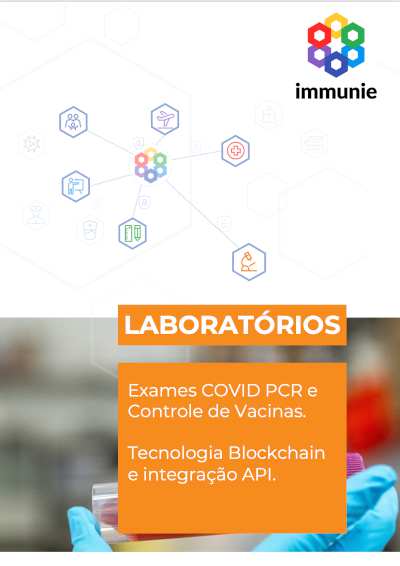 immunie
LABORATÓRIOS
Exames COVID PCR e
Controle de Vacinas.
Tecnologia Blockchain
e integração API.